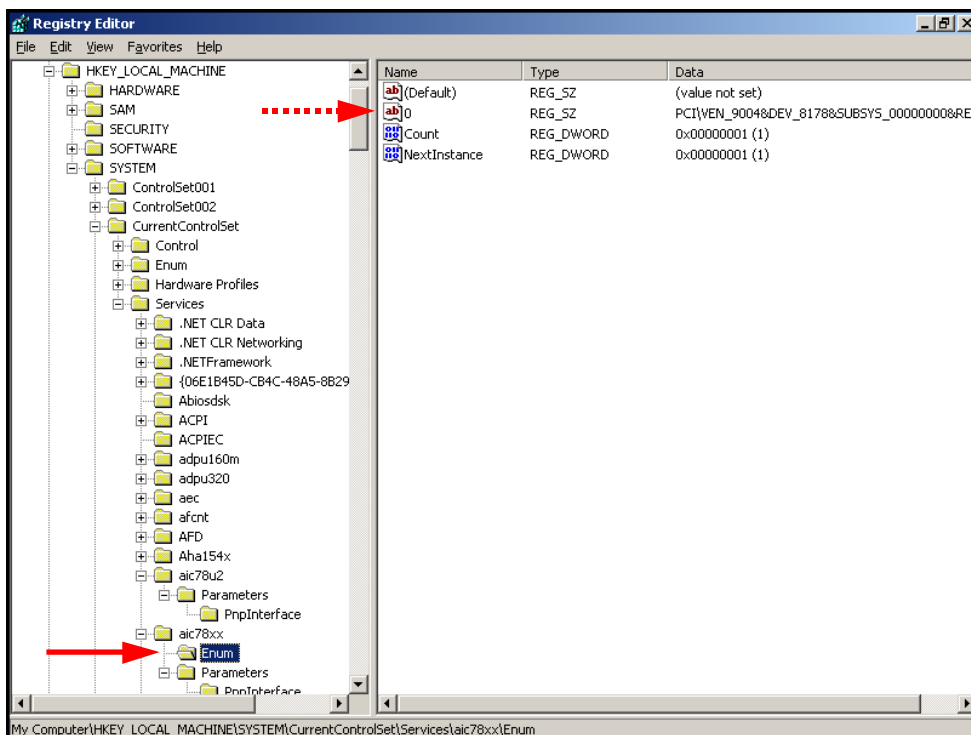 Registry Editor
File Edit View Favorites Help
HKEY_LOCAL_MACHINE
HARDWARE
SAM
SECURITY
SOFTWARE
SYSTEM
ControlSet001
ControlSet002
CurrentControlSet
Control
Enum
Hardware Profiles
Services
.NET CLR Data
.NET CLR Networking
.NETFramework
{06E1B45D-CB4C-48A5-8B29
Abiosdsk
ACPI
ACPIEC
adpu160m
adpu320
aec
afcnt
AFD
Aha154x
aic78u2
Parameters
PnpInterface
aic78xx
Enum
Parameters
PnpInterface
Name Type Data
(Default) REG_SZ (value not set)
0 REG_SZ PCI\VEN_9004&DEV_8178&SUBSYS_00000000&RE
Count REG_DWORD 0x00000001 (1)
NextInstance REG_DWORD 0x00000001 (1)
My Computer\HKEY_LOCAL_MACHINE\SYSTEM\CurrentControlSet\Services\aic78xx\Enum